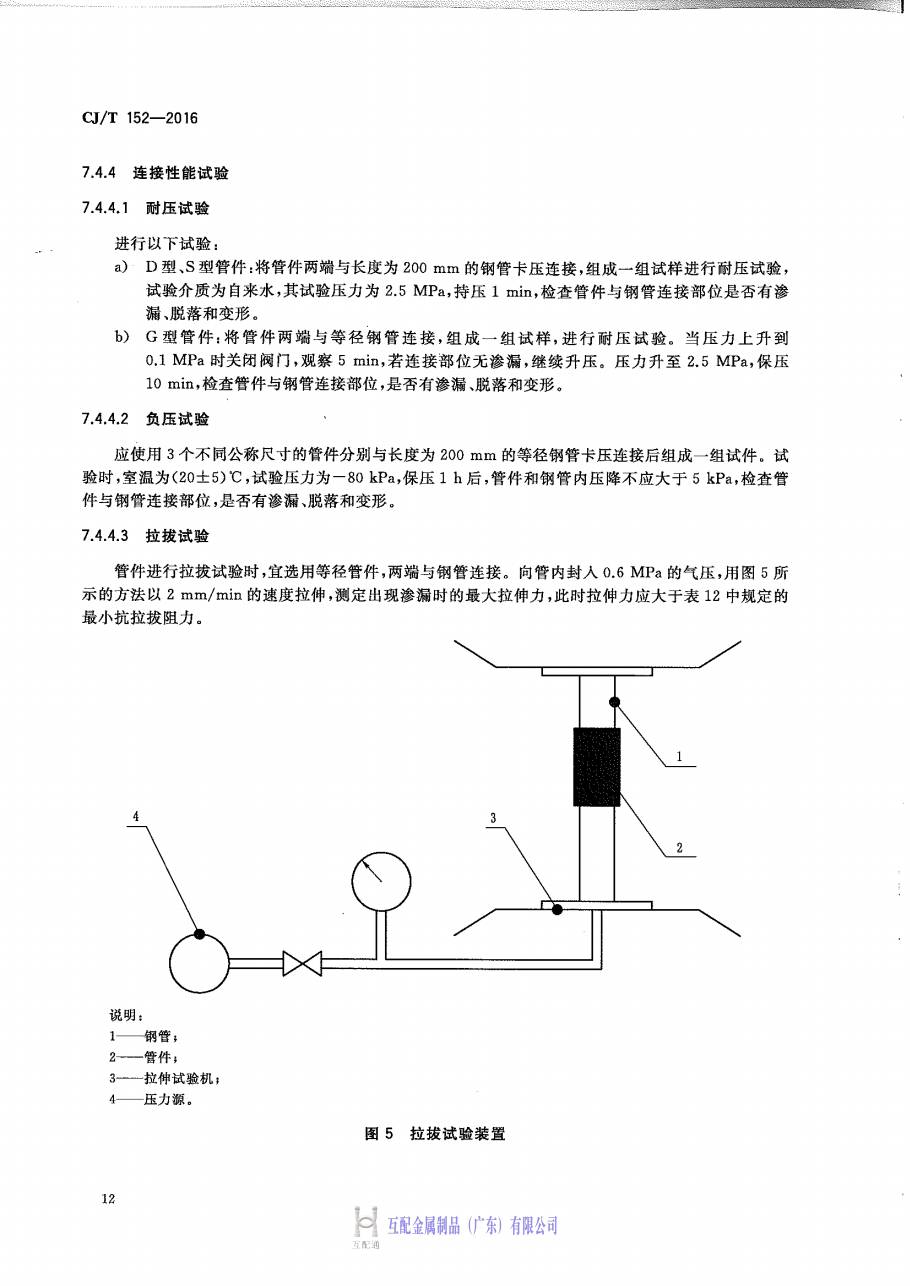 CJ/T 152—2016
7.4.4 连接性能试验
7.4.4.1 耐压试验
进行以下试验：
a) D型、S型管件：将管件两端与长度为200 mm的钢管卡压连接，组成一组试样进行耐压试验，
试验介质为自来水，其试验压力为2.5 MPa，持压1 min，检查管件与钢管连接部位是否有渗
漏、脱落和变形。
b) G型管件：将管件两端与等径钢管连接，组成一组试样，进行耐压试验。当压力上升到
0.1 MPa时关闭阀门，观察5 min，若连接部位无渗漏，继续升压。压力升至2.5 MPa，保压
10 min，检查管件与钢管连接部位，是否有渗漏、脱落和变形。
7.4.4.2 负压试验
应使用3个不同公称尺寸的管件分别与长度为200 mm的等径钢管卡压连接后组成一组试件。试
验时，室温为(20±5)℃，试验压力为－80 kPa，保压1 h后，管件和钢管内压降不应大于5 kPa，检查管
件与钢管连接部位，是否有渗漏、脱落和变形。
7.4.4.3 拉拔试验
管件进行拉拔试验时，宜选用等径管件，两端与钢管连接。向管内封入0.6 MPa的气压，用图5所
示的方法以2 mm/min的速度拉伸，测定出现渗漏时的最大拉伸力，此时拉伸力应大于表12中规定的
最小抗拉拔阻力。
1
2
3
4
说明：
1——钢管；
2——管件；
3——拉伸试验机；
4——压力源。
图5 拉拔试验装置
12
互配金属制品（广东）有限公司
互配通